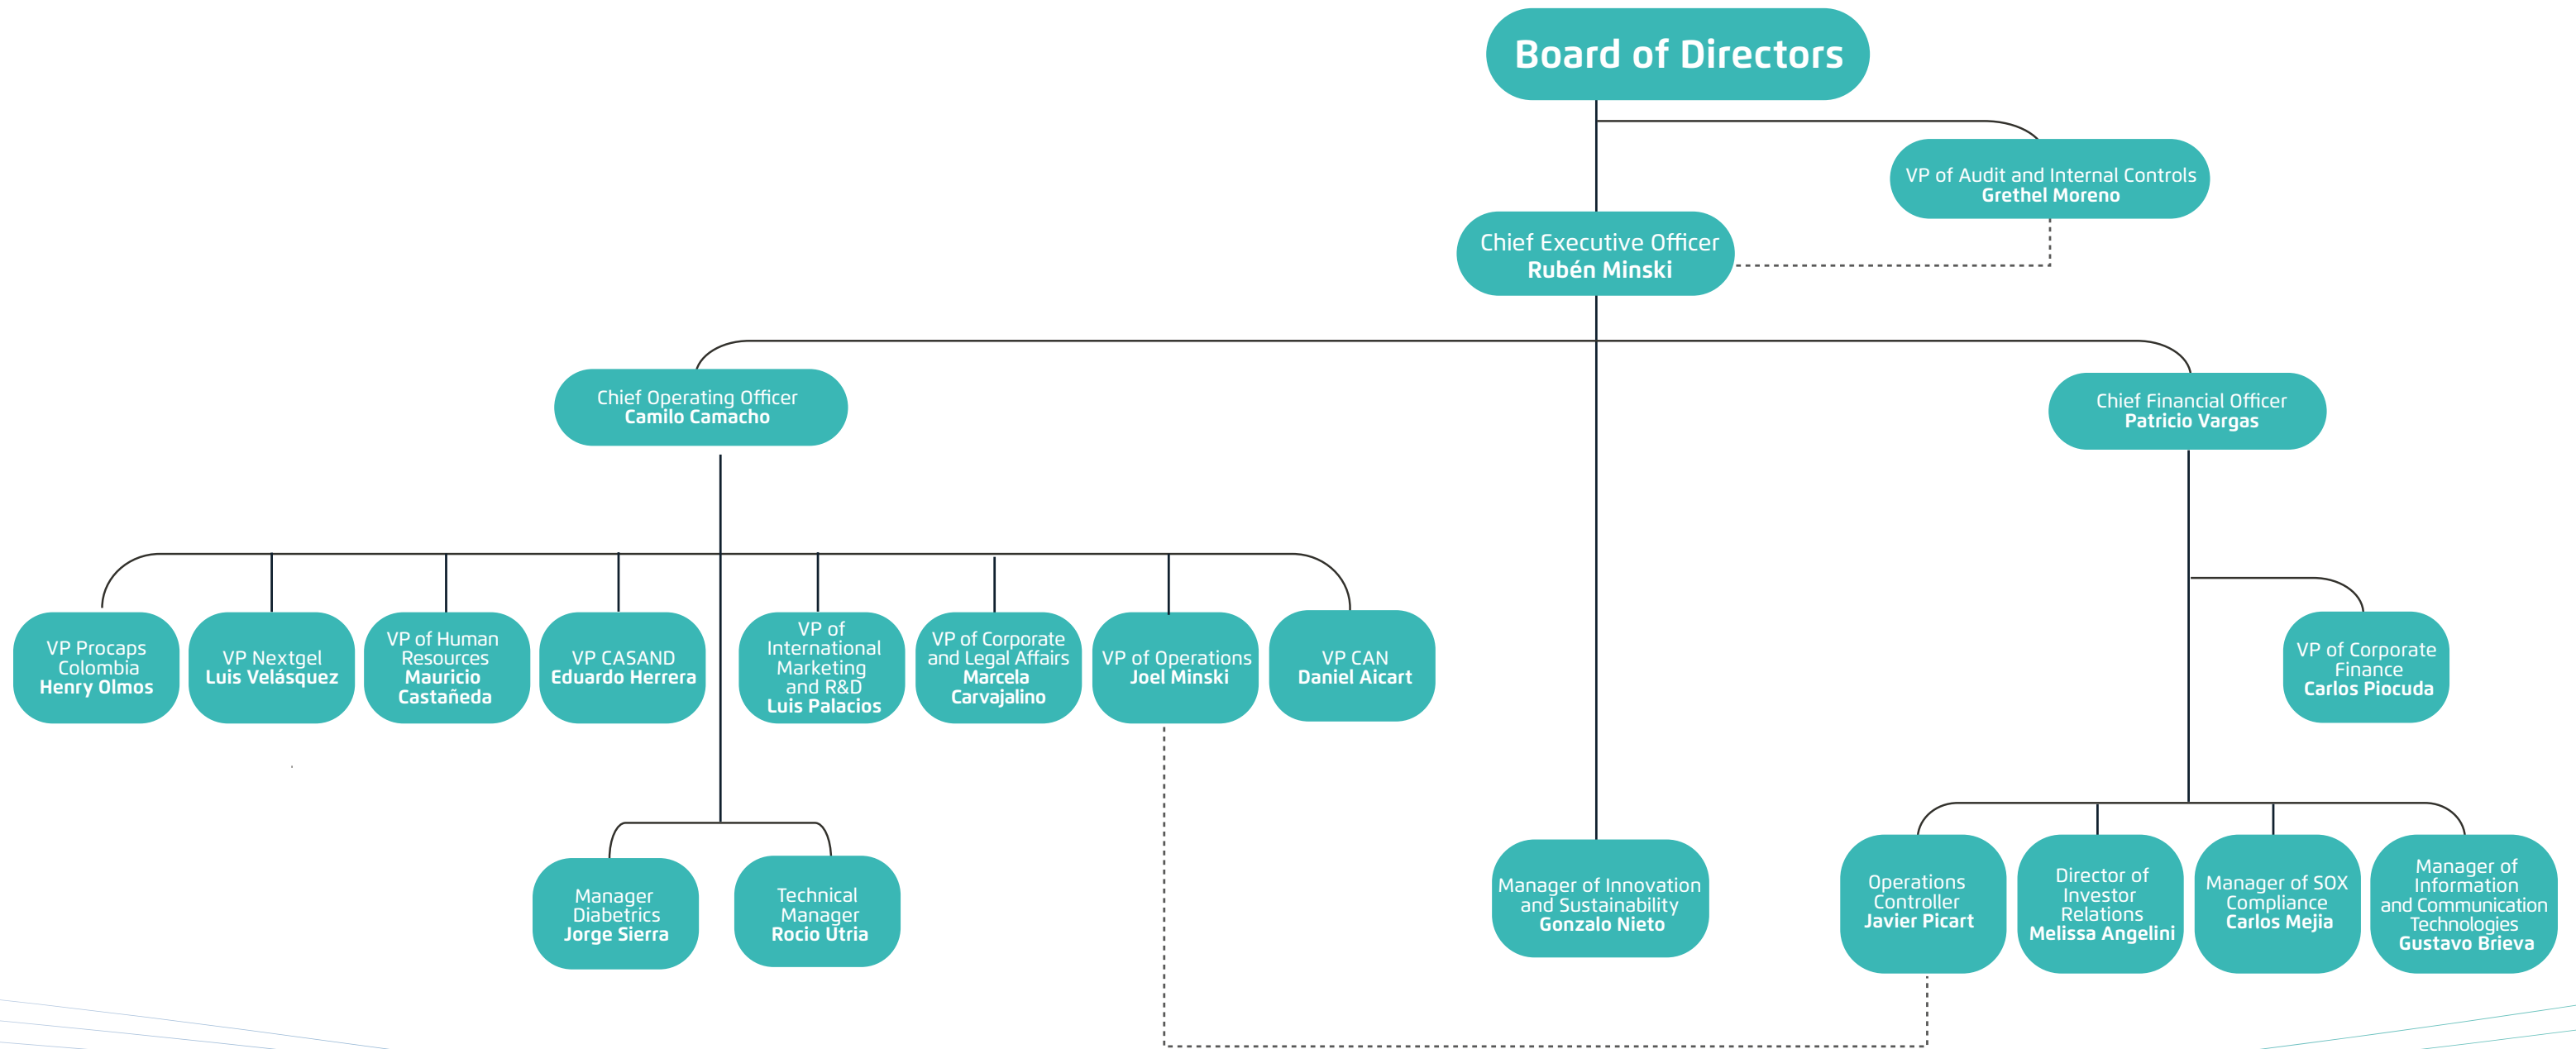 Board of Directors
VP of Audit and Internal Controls
Grethel Moreno
Chief Executive Officer
Rubén Minski
Chief Operating Officer
Camilo Camacho
Chief Financial Officer
Patricio Vargas
VP Procaps
Colombia
Henry Olmos
VP Nextgel
Luis Velásquez
VP of Human
Resources
Mauricio
Castañeda
VP CASAND
Eduardo Herrera
VP of
International
Marketing
and R&D
Luis Palacios
VP of Corporate
and Legal Affairs
Marcela
Carvajalino
VP of Operations
Joel Minski
VP CAN
Daniel Aicart
VP of Corporate
Finance
Carlos Piocuda
Manager
Diabetrics
Jorge Sierra
Technical
Manager
Rocio Utria
Manager of Innovation
and Sustainability
Gonzalo Nieto
Operations
Controller
Javier Picart
Director of
Investor
Relations
Melissa Angelini
Manager of SOX
Compliance
Carlos Mejia
Manager of
Information
and Communication
Technologies
Gustavo Brieva